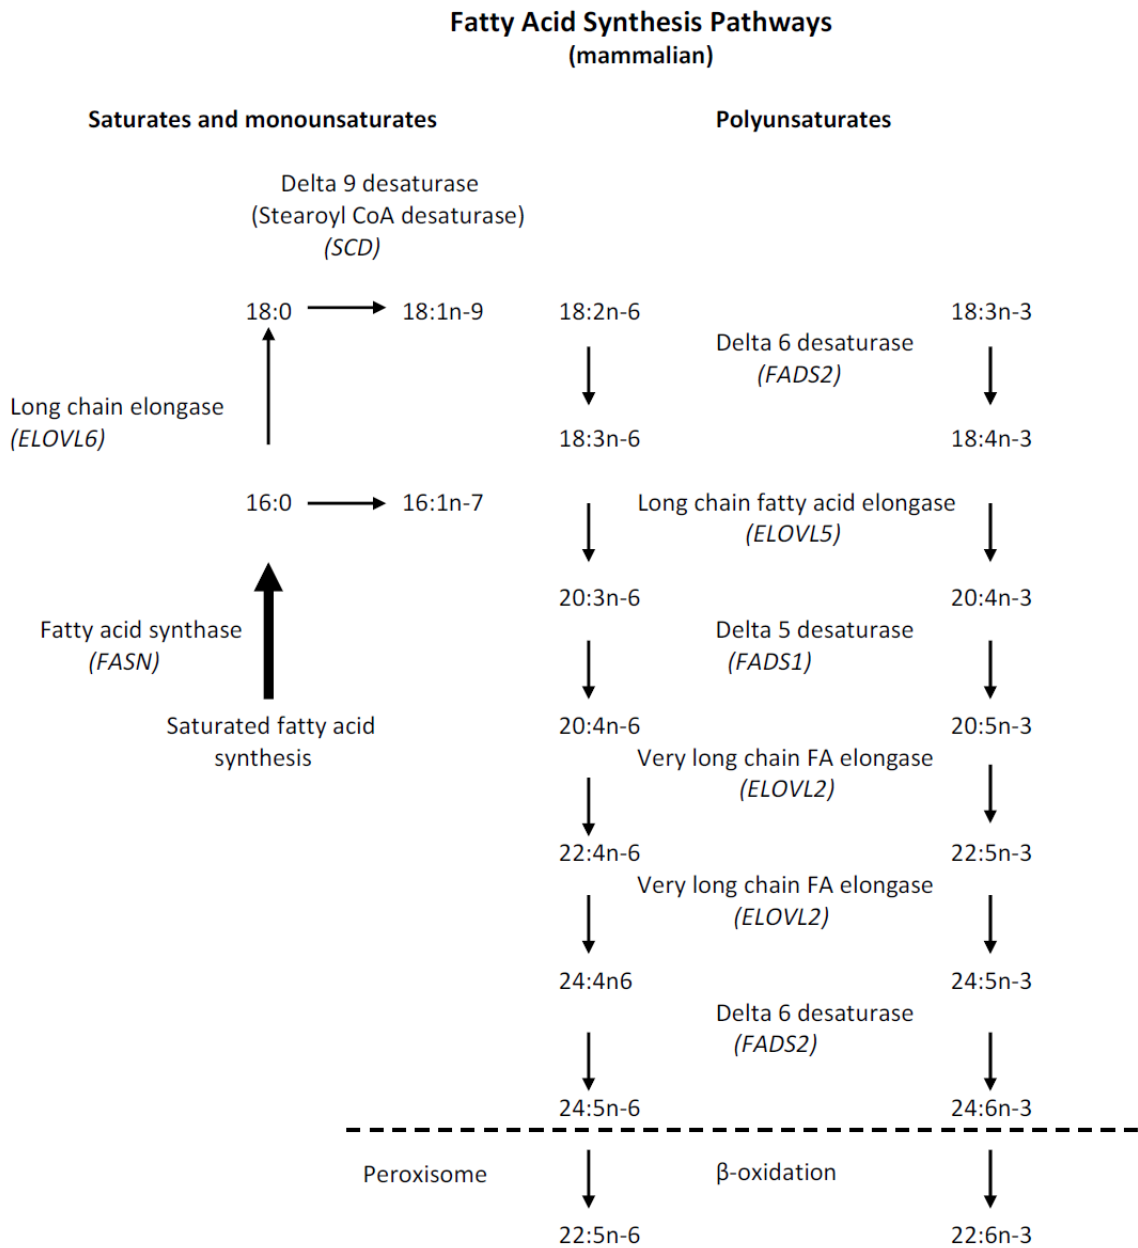 Fatty Acid Synthesis Pathways
(mammalian)
Saturates and monounsaturates
Polyunsaturates
Delta 9 desaturase
(Stearoyl CoA desaturase)
(SCD)
18:0
18:1n-9
18:2n-6
18:3n-3
Delta 6 desaturase
(FADS2)
Long chain elongase
(ELOVL6)
18:3n-6
18:4n-3
16:0
16:1n-7
Long chain fatty acid elongase
(ELOVL5)
20:3n-6
20:4n-3
Fatty acid synthase
(FASN)
Delta 5 desaturase
(FADS1)
Saturated fatty acid
synthesis
20:4n-6
20:5n-3
Very long chain FA elongase
(ELOVL2)
22:4n-6
22:5n-3
Very long chain FA elongase
(ELOVL2)
24:4n6
24:5n-3
Delta 6 desaturase
(FADS2)
24:5n-6
24:6n-3
Peroxisome
β-oxidation
22:5n-6
22:6n-3